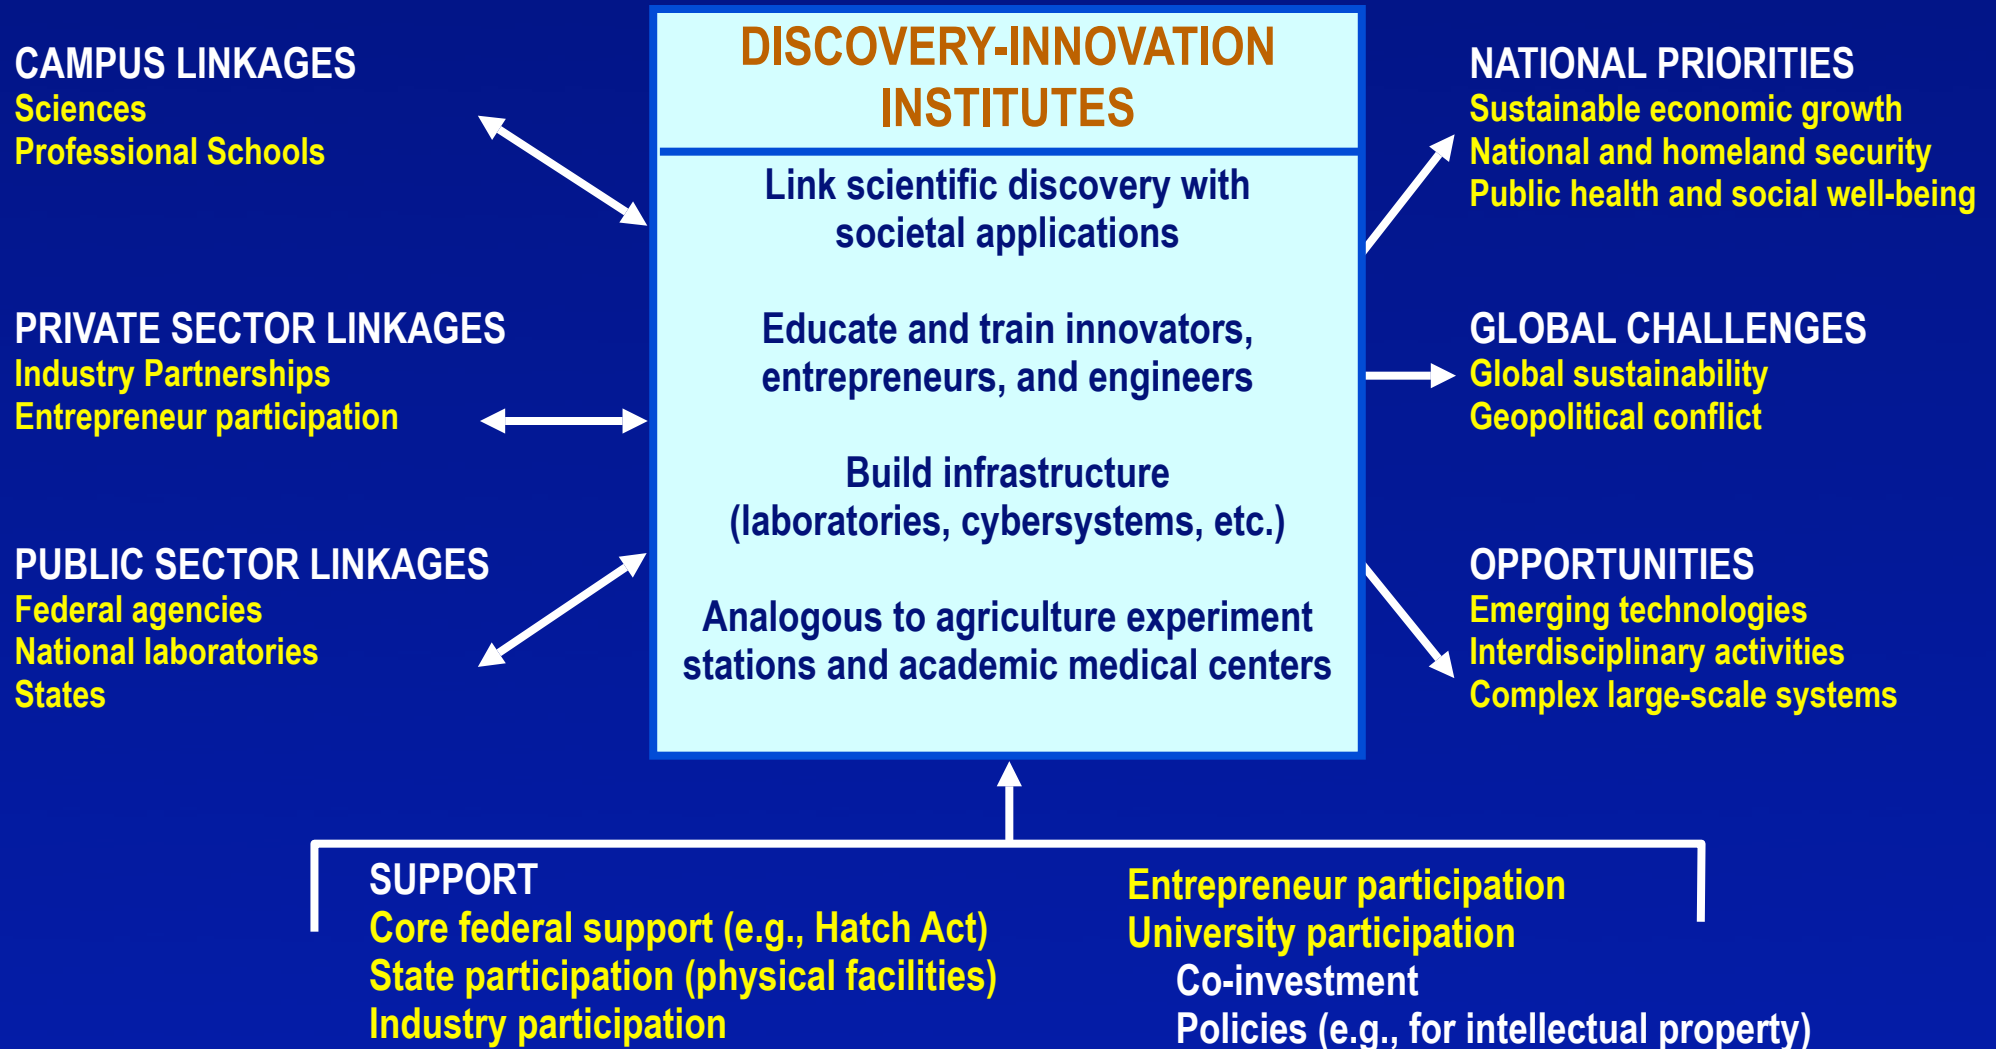 CAMPUS LINKAGES
Sciences
Professional Schools
PRIVATE SECTOR LINKAGES
Industry Partnerships
Entrepreneur participation
PUBLIC SECTOR LINKAGES
Federal agencies
National laboratories
States
DISCOVERY-INNOVATION
INSTITUTES
Link scientific discovery with
societal applications
Educate and train innovators,
entrepreneurs, and engineers
Build infrastructure
(laboratories, cybersystems, etc.)
Analogous to agriculture experiment
stations and academic medical centers
NATIONAL PRIORITIES
Sustainable economic growth
National and homeland security
Public health and social well-being
GLOBAL CHALLENGES
Global sustainability
Geopolitical conflict
OPPORTUNITIES
Emerging technologies
Interdisciplinary activities
Complex large-scale systems
SUPPORT
Core federal support (e.g., Hatch Act)
State participation (physical facilities)
Industry participation
Entrepreneur participation
University participation
Co-investment
Policies (e.g., for intellectual property)